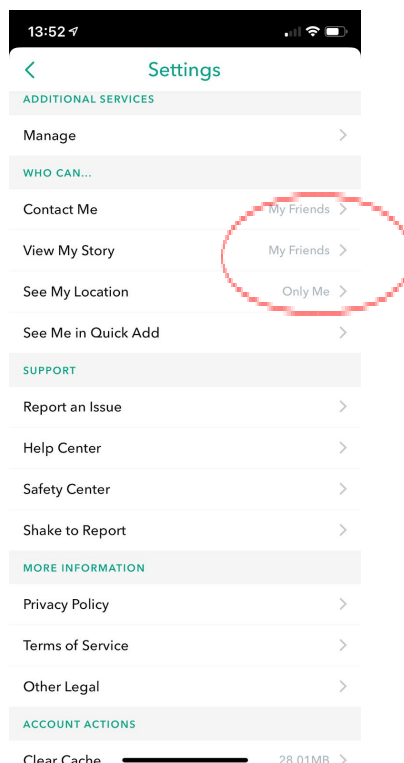 13:52
Settings
ADDITIONAL SERVICES
Manage
WHO CAN...
Contact Me My Friends
View My Story My Friends
See My Location Only Me
See Me in Quick Add
SUPPORT
Report an Issue
Help Center
Safety Center
Shake to Report
MORE INFORMATION
Privacy Policy
Terms of Service
Other Legal
ACCOUNT ACTIONS
Clear Cache 28.01MB